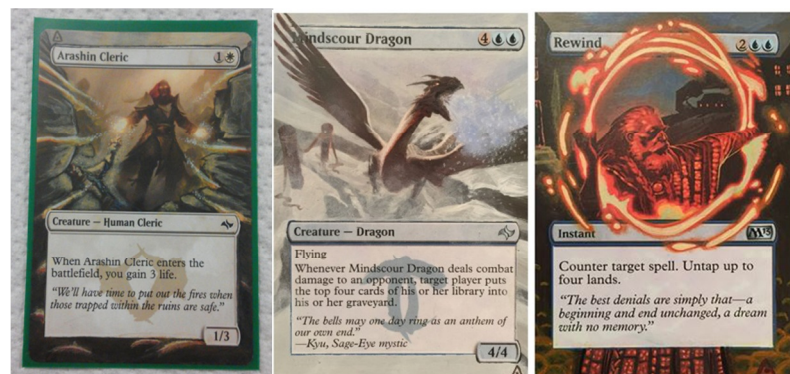 Arashin Cleric
1
Creature — Human Cleric
When Arashin Cleric enters the
battlefield, you gain 3 life.
"We'll have time to put out the fires when
those trapped within the ruins are safe."
1/3
Mindscour Dragon
4
Creature — Dragon
Flying
Whenever Mindscour Dragon deals combat
damage to an opponent, target player puts
the top four cards of his or her library into
his or her graveyard.
"The bells may one day ring as an anthem of
our own end."
—Kyu, Sage-Eye mystic
4/4
Rewind
2
Instant
M15
Counter target spell. Untap up to
four lands.
"The best denials are simply that—a
beginning and end unchanged, a dream
with no memory."